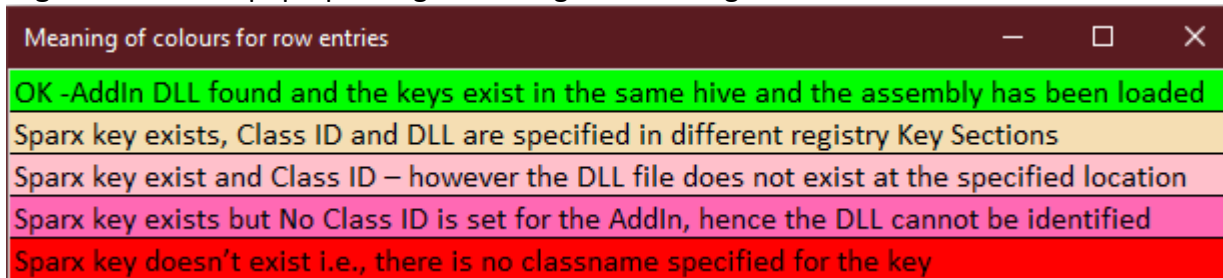 Meaning of colours for row entries
OK -AddIn DLL found and the keys exist in the same hive and the assembly has been loaded
Sparx key exists, Class ID and DLL are specified in different registry Key Sections
Sparx key exist and Class ID – however the DLL file does not exist at the specified location
Sparx key exists but No Class ID is set for the AddIn, hence the DLL cannot be identified
Sparx key doesn’t exist i.e., there is no classname specified for the key